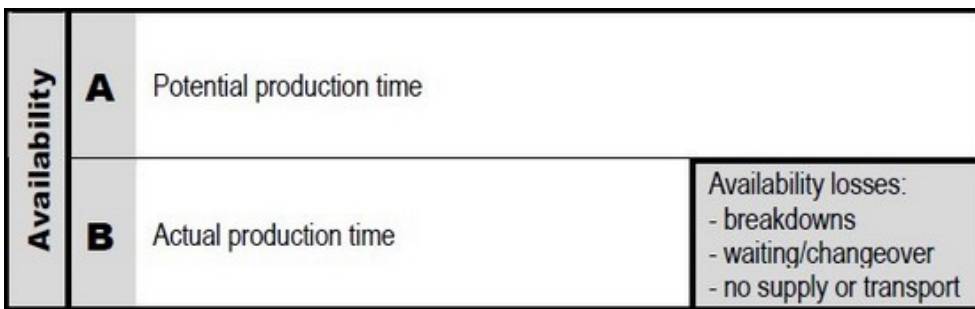 Availability
A
Potential production time
B
Actual production time
Availability losses:
- breakdowns
- waiting/changeover
- no supply or transport